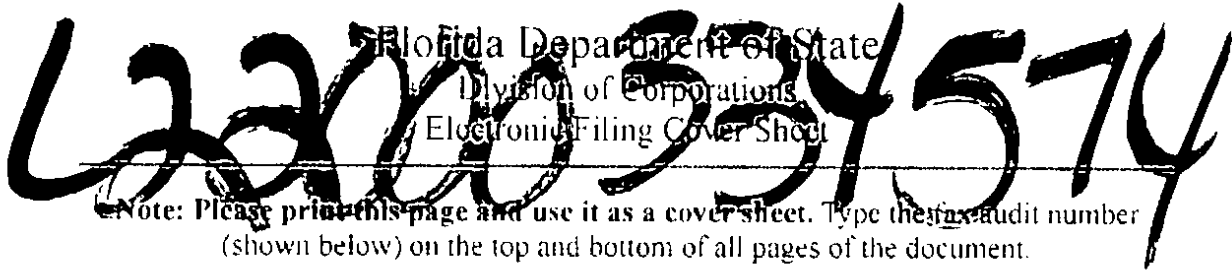 L22000334574
Florida Department of State
Division of Corporations
Electronic Filing Cover Sheet
Note: Please print this page and use it as a cover sheet. Type the fax audit number
(shown below) on the top and bottom of all pages of the document.